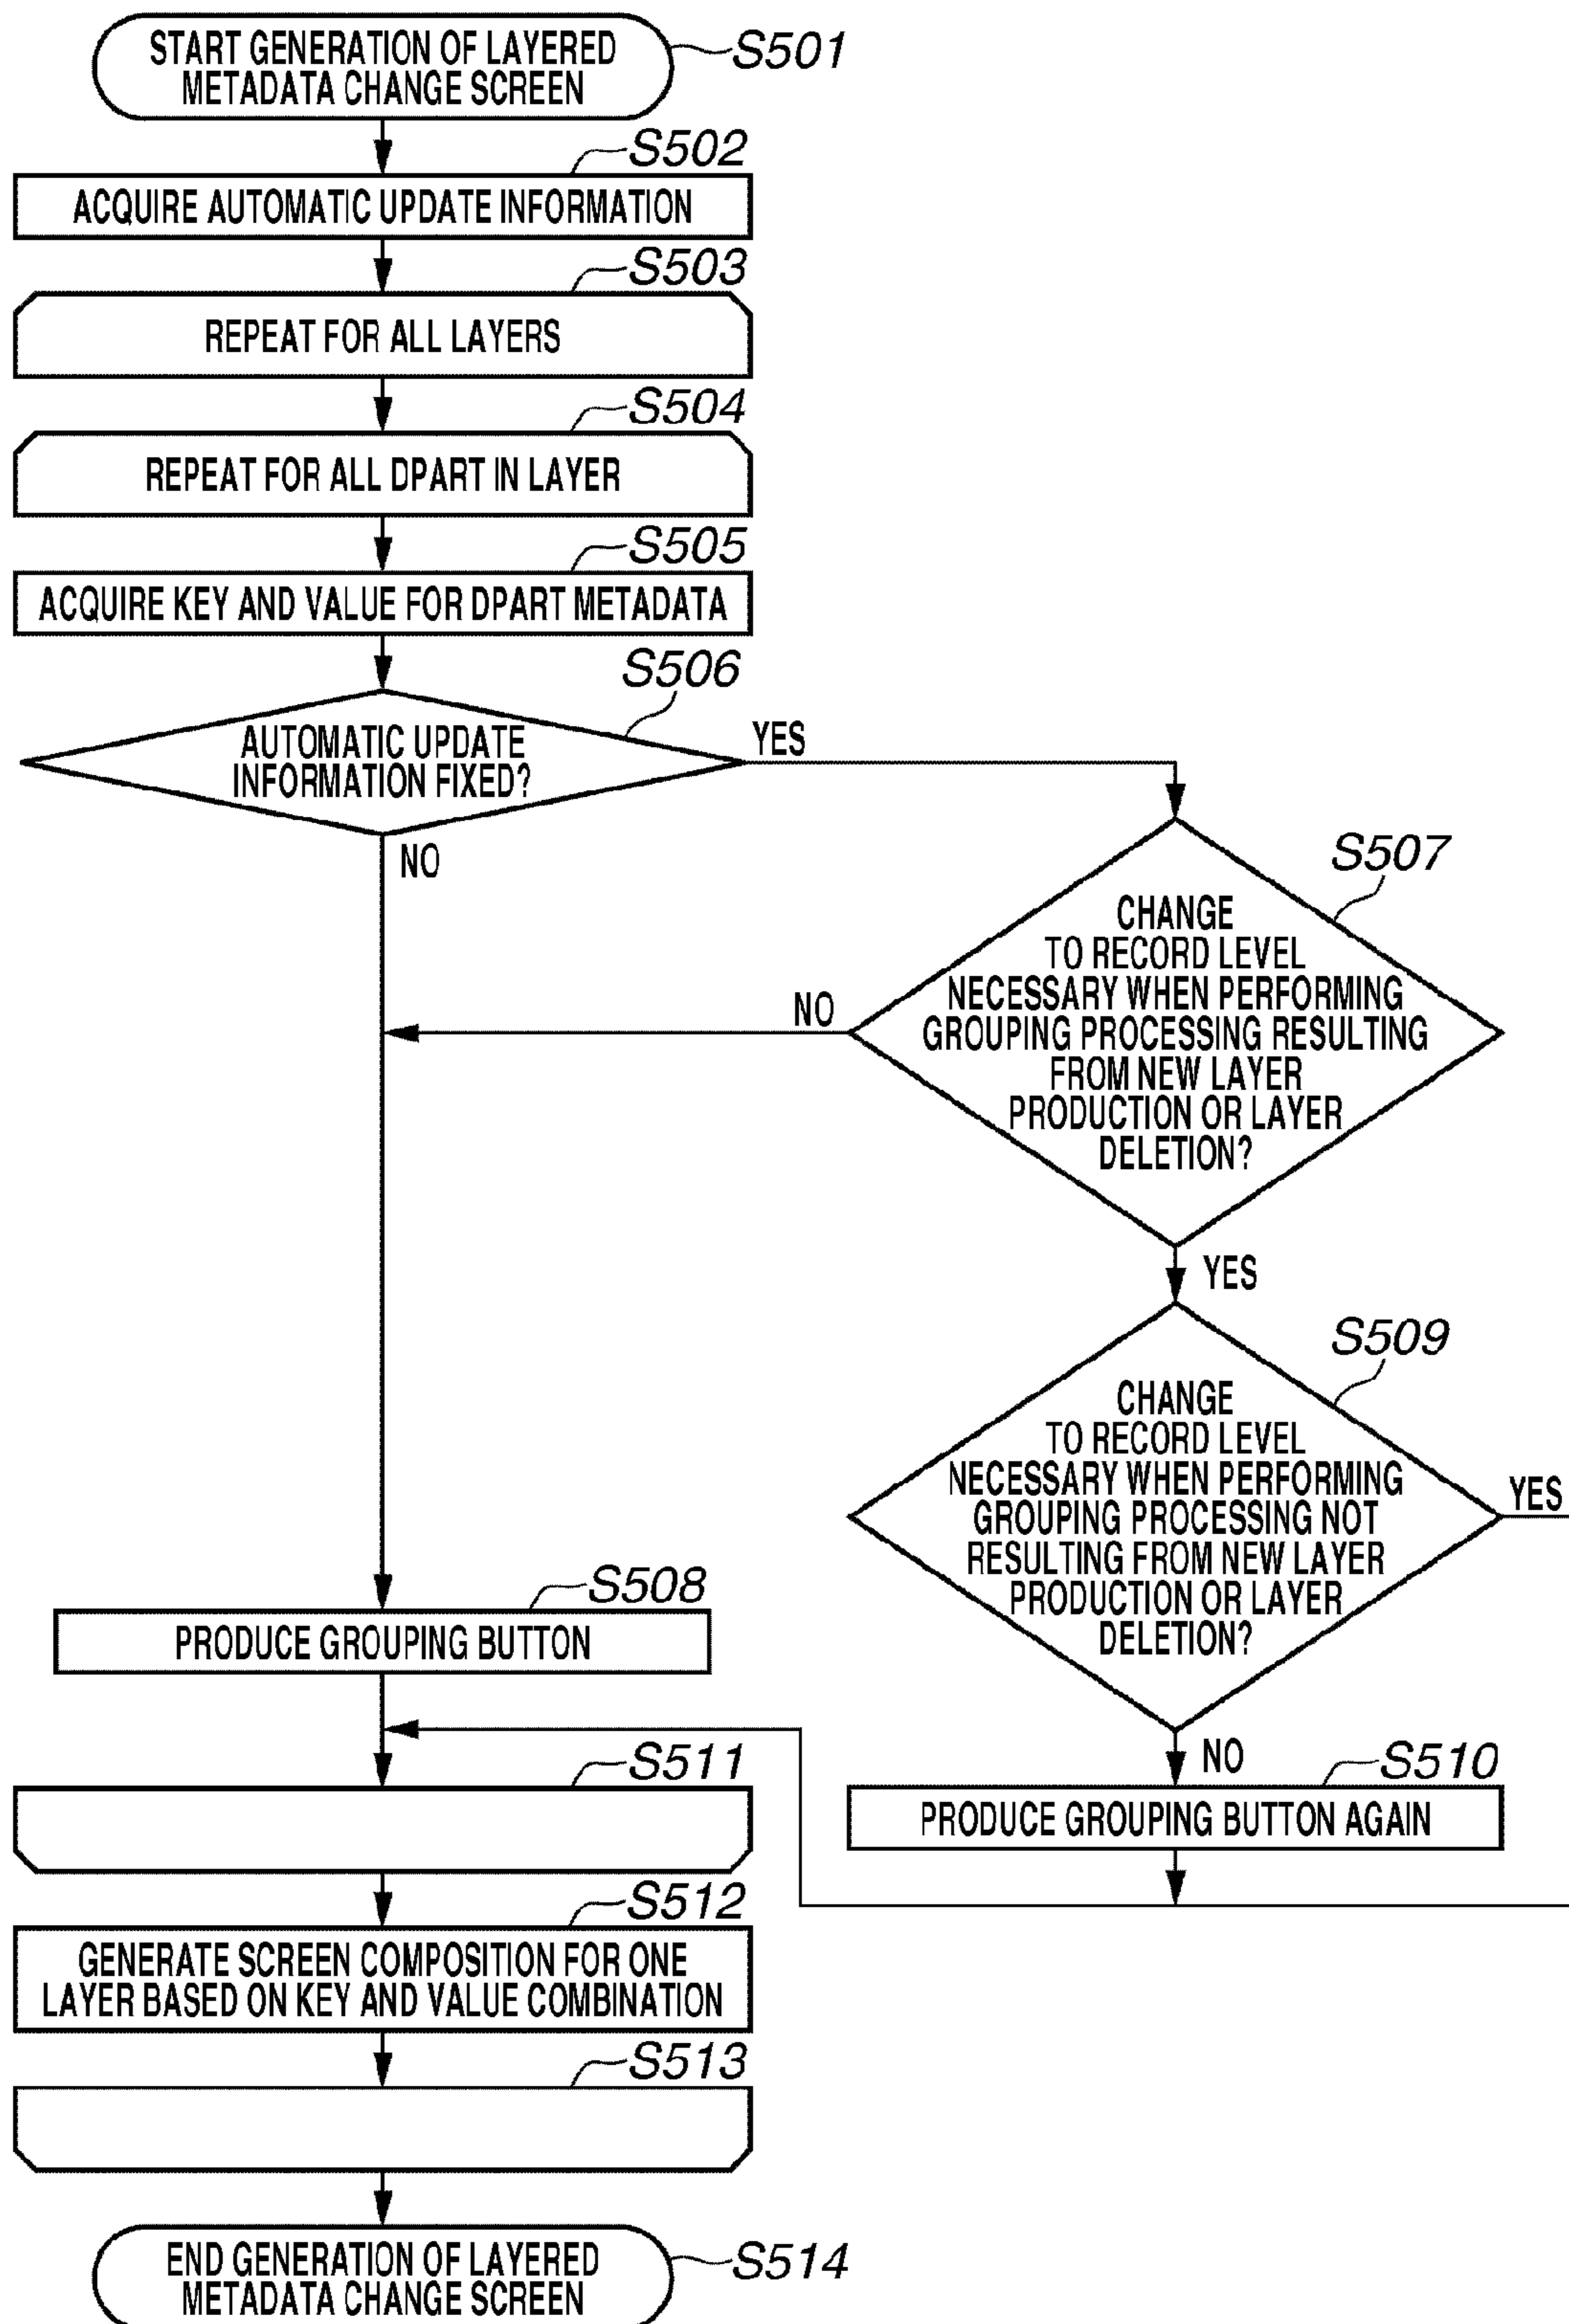 START GENERATION OF LAYERED
METADATA CHANGE SCREEN
S501
S502
ACQUIRE AUTOMATIC UPDATE INFORMATION
S503
REPEAT FOR ALL LAYERS
S504
REPEAT FOR ALL DPART IN LAYER
S505
ACQUIRE KEY AND VALUE FOR DPART METADATA
S506
AUTOMATIC UPDATE
INFORMATION FIXED?
YES
NO
S507
CHANGE
TO RECORD LEVEL
NECESSARY WHEN PERFORMING
GROUPING PROCESSING RESULTING
FROM NEW LAYER
PRODUCTION OR LAYER
DELETION?
NO
YES
S509
CHANGE
TO RECORD LEVEL
NECESSARY WHEN PERFORMING
GROUPING PROCESSING NOT
RESULTING FROM NEW LAYER
PRODUCTION OR LAYER
DELETION?
YES
NO
S508
PRODUCE GROUPING BUTTON
S510
PRODUCE GROUPING BUTTON AGAIN
S511
S512
GENERATE SCREEN COMPOSITION FOR ONE
LAYER BASED ON KEY AND VALUE COMBINATION
S513
END GENERATION OF LAYERED
METADATA CHANGE SCREEN
S514